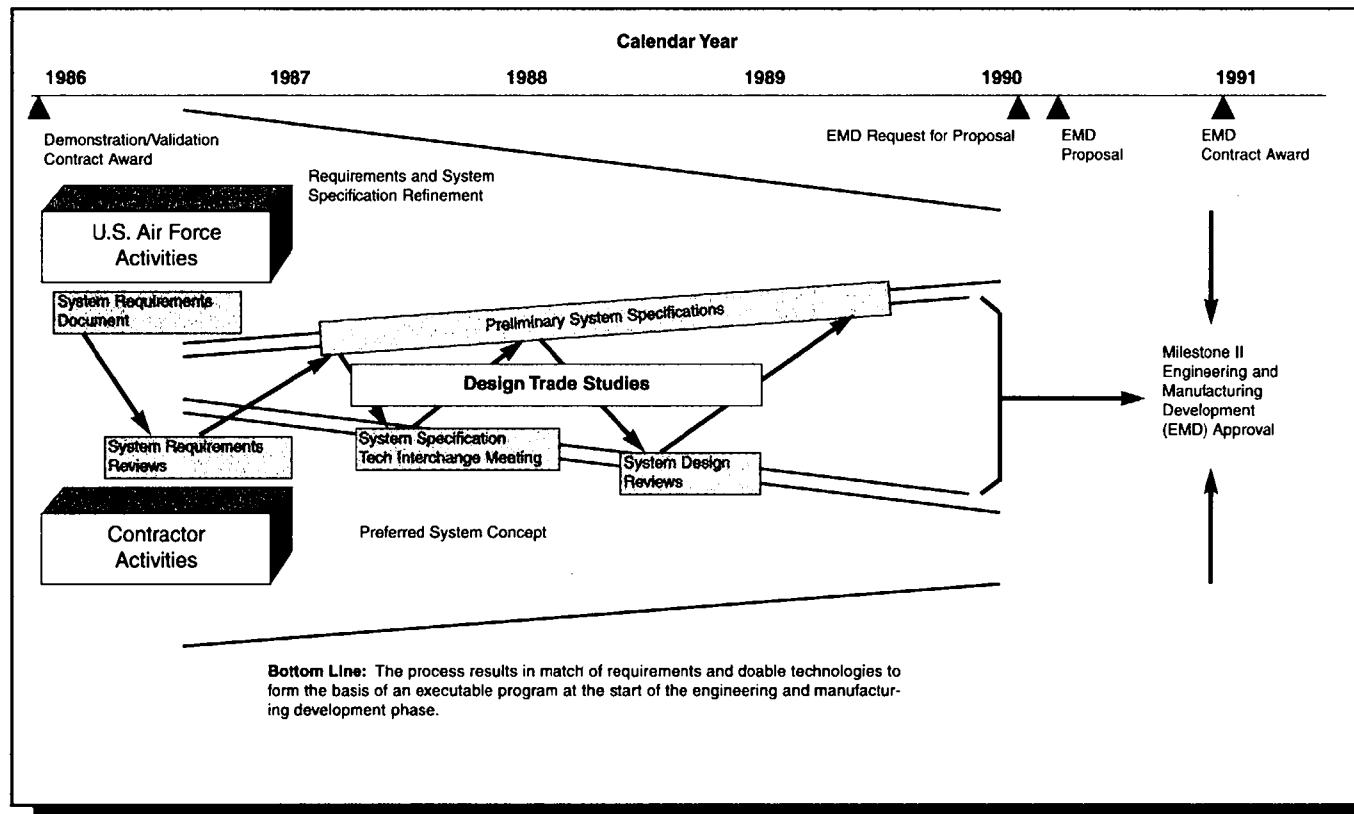 Calendar Year
1986 1987 1988 1989 1990 1991
Demonstration/Validation
Contract Award
EMD Request for Proposal
EMD
Proposal
EMD
Contract Award
Requirements and System
Specification Refinement
U.S. Air Force
Activities
System Requirements
Document
Preliminary System Specifications
Design Trade Studies
System Requirements
Reviews
System Specification
Tech Interchange Meeting
System Design
Reviews
Milestone II
Engineering and
Manufacturing
Development
(EMD) Approval
Contractor
Activities
Preferred System Concept
Bottom Line: The process results in match of requirements and doable technologies to
form the basis of an executable program at the start of the engineering and manufactur-
ing development phase.